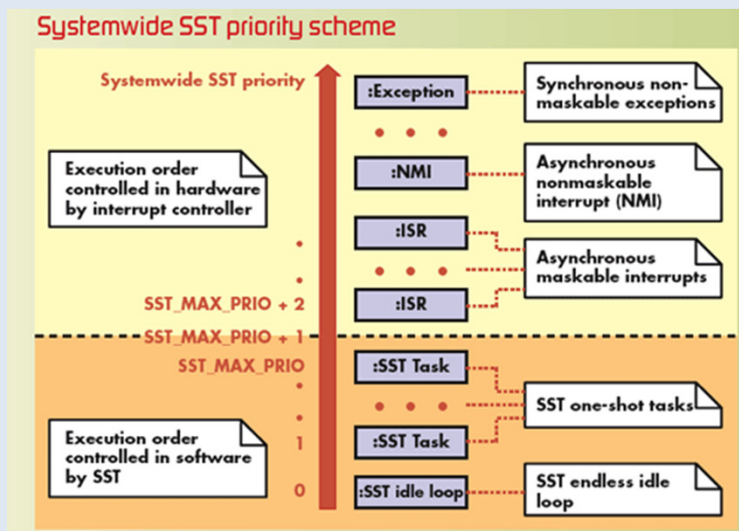 Systemwide SST priority scheme
Systemwide SST priority
:Exception
Synchronous non-
maskable exceptions
Execution order
controlled in hardware
by interrupt controller
:NMI
Asynchronous
nonmaskable
interrupt (NMI)
:ISR
Asynchronous
maskable interrupts
SST_MAX_PRIO + 2
:ISR
SST_MAX_PRIO + 1
SST_MAX_PRIO
:SST Task
SST one-shot tasks
Execution order
controlled in software
by SST
1
:SST Task
0
:SST idle loop
SST endless idle
loop